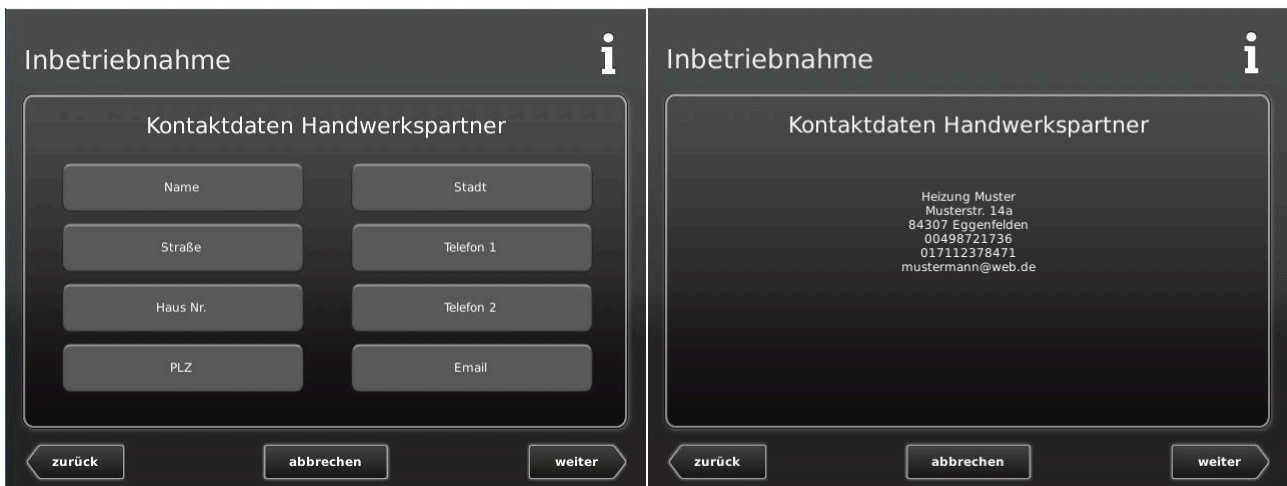 Inbetriebnahme
i
Kontaktdaten Handwerkspartner
Name
Stadt
Straße
Telefon 1
Haus Nr.
Telefon 2
PLZ
Email
zurück
abbrechen
weiter
Inbetriebnahme
i
Kontaktdaten Handwerkspartner
Heizung Muster
Musterstr. 14a
84307 Eggenfelden
00498721736
017112378471
mustermann@web.de
zurück
abbrechen
weiter